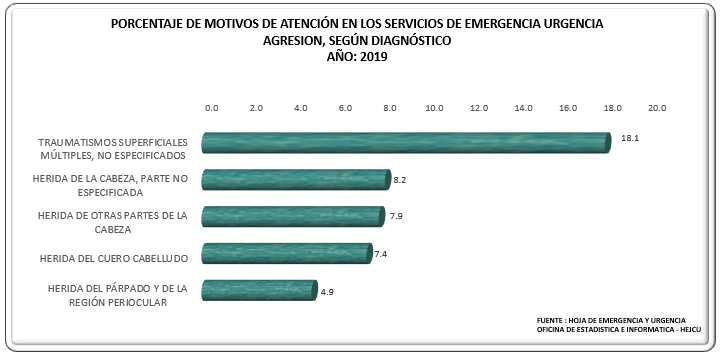 PORCENTAJE DE MOTIVOS DE ATENCIÓN EN LOS SERVICIOS DE EMERGENCIA URGENCIA
AGRESION, SEGÚN DIAGNÓSTICO
AÑO: 2019
0.0 2.0 4.0 6.0 8.0 10.0 12.0 14.0 16.0 18.0 20.0
TRAUMATISMOS SUPERFICIALES
MÚLTIPLES, NO ESPECIFICADOS
18.1
HERIDA DE LA CABEZA, PARTE NO
ESPECIFICADA
8.2
HERIDA DE OTRAS PARTES DE LA
CABEZA
7.9
HERIDA DEL CUERO CABELLUDO
7.4
HERIDA DEL PÁRPADO Y DE LA
REGIÓN PERIOCULAR
4.9
FUENTE : HOJA DE EMERGENCIA Y URGENCIA
OFICINA DE ESTADISTICA E INFORMATICA - HEJCU